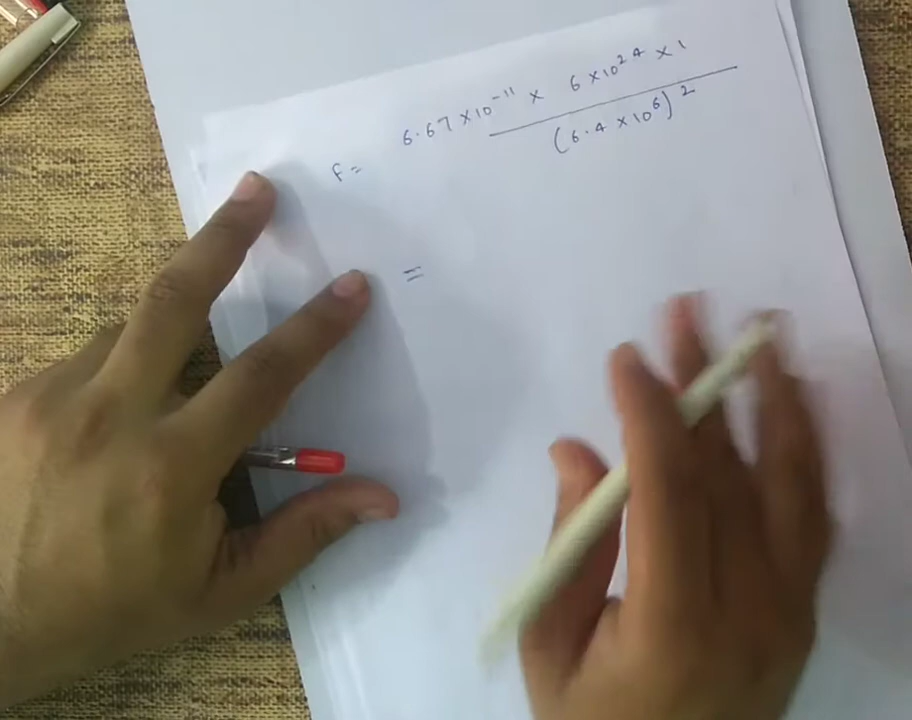 F = 6.67 × 10⁻¹¹ × 6 × 10²⁴ × 1
(6.4 × 10⁶)²
=